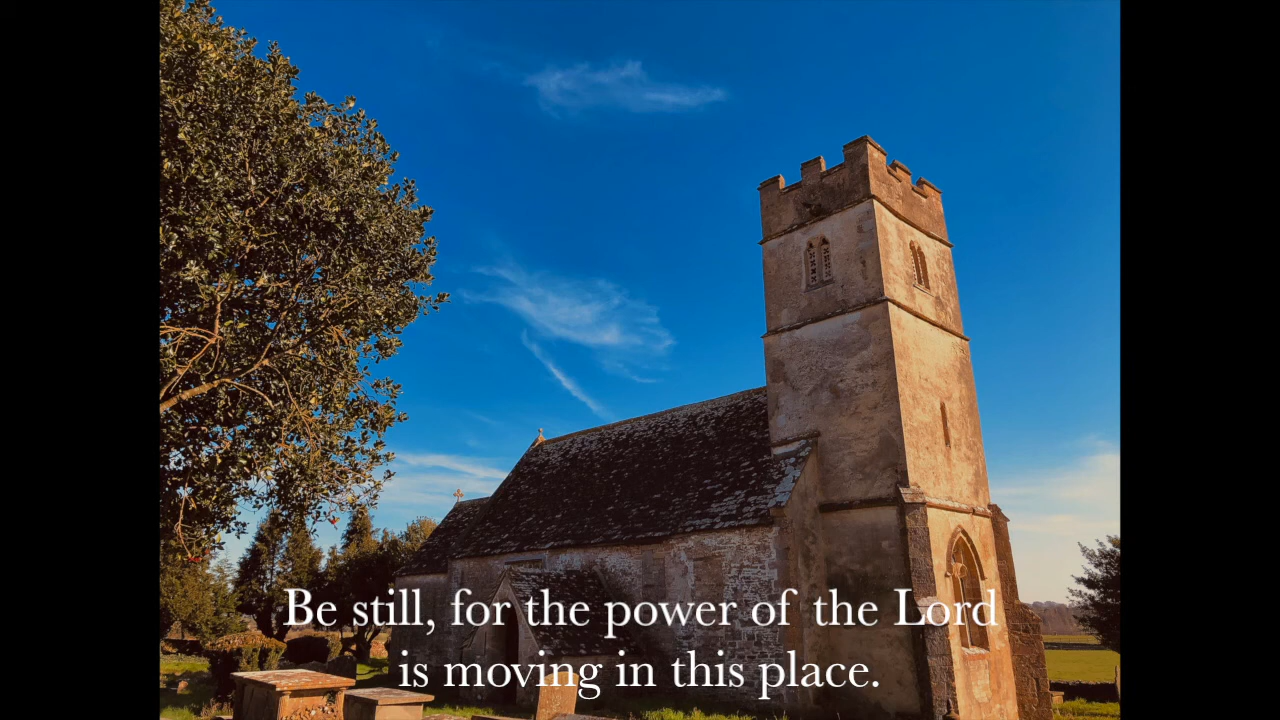 Be still, for the power of the Lord
is moving in this place.